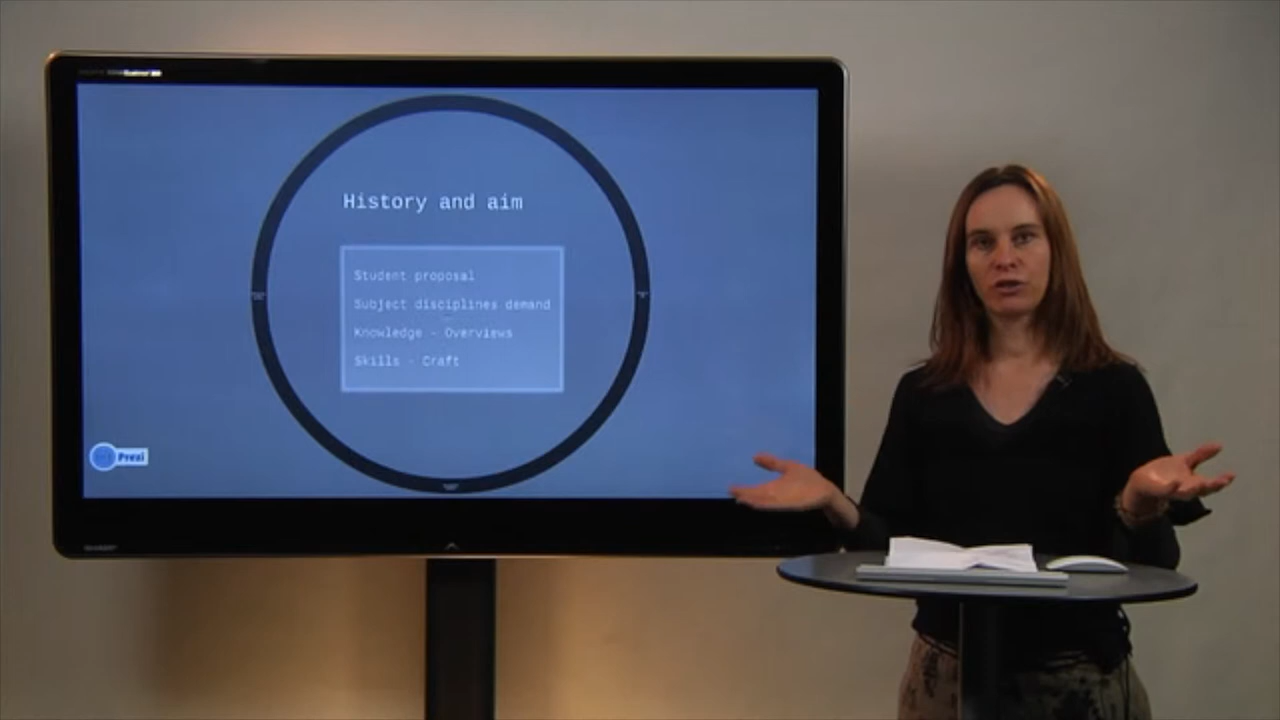 History and aim
Student proposal
Subject disciplines demand
Knowledge - Overviews
Skills - Craft
Prezi